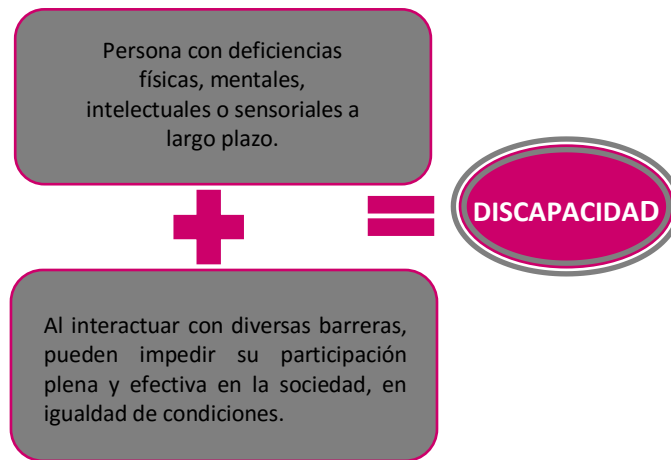 Persona con deficiencias
físicas, mentales,
intelectuales o sensoriales a
largo plazo.
DISCAPACIDAD
Al interactuar con diversas barreras,
pueden impedir su participación
plena y efectiva en la sociedad, en
igualdad de condiciones.